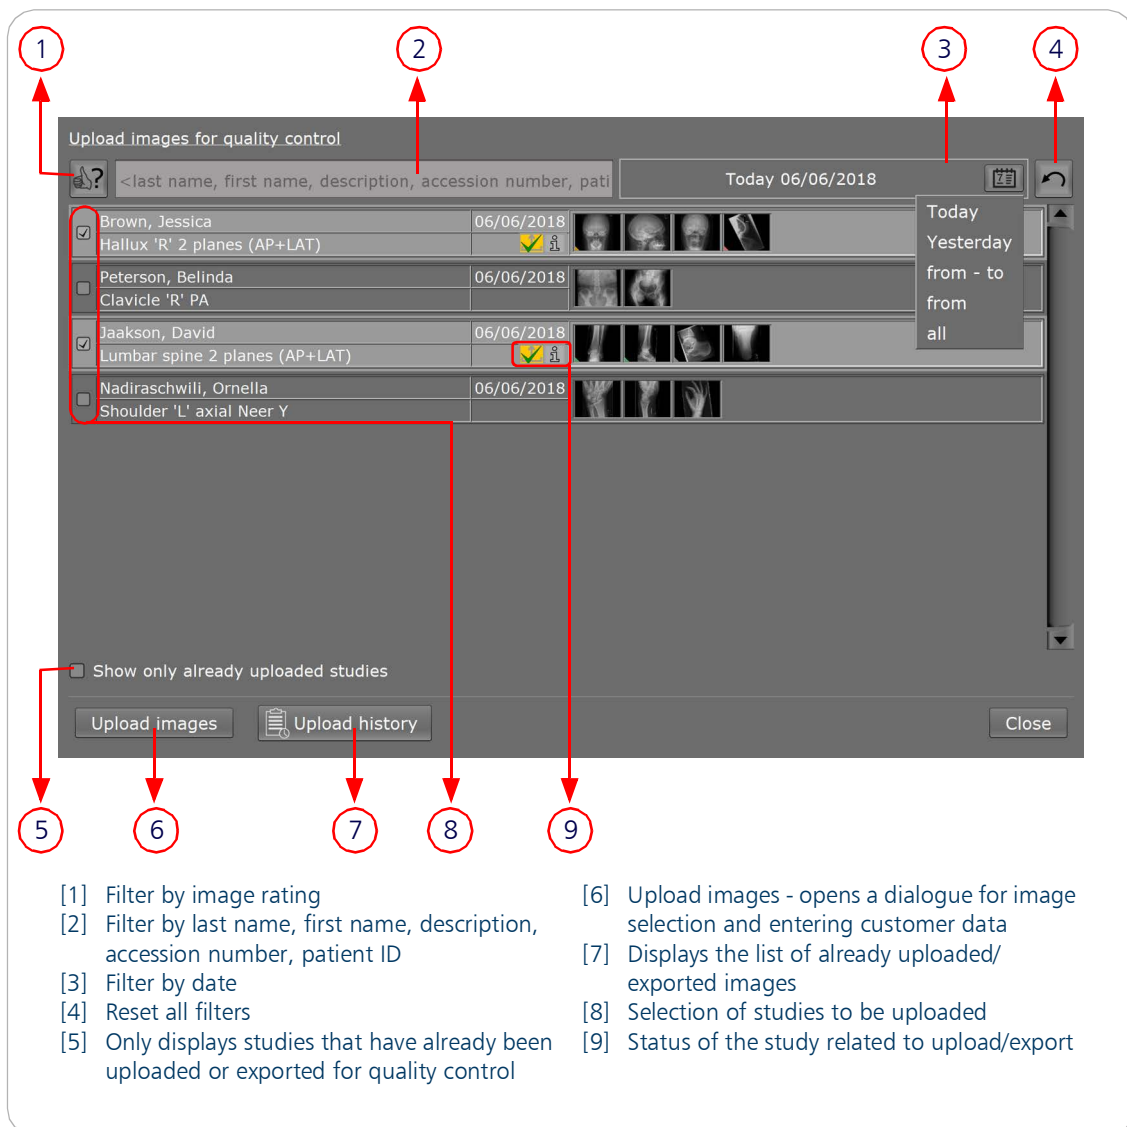 1
2
3
4
Upload images for quality control
?
<last name, first name, description, accession number, pati
Today 06/06/2018
7
Today
Yesterday
from - to
from
all
Brown, Jessica
06/06/2018
Hallux 'R' 2 planes (AP+LAT)
i
Peterson, Belinda
06/06/2018
Clavicle 'R' PA
Jaakson, David
06/06/2018
Lumbar spine 2 planes (AP+LAT)
i
Nadiraschwili, Ornella
06/06/2018
Shoulder 'L' axial Neer Y
Show only already uploaded studies
Upload images
Upload history
Close
5
6
7
8
9
[1] Filter by image rating
[2] Filter by last name, first name, description,
accession number, patient ID
[3] Filter by date
[4] Reset all filters
[5] Only displays studies that have already been
uploaded or exported for quality control
[6] Upload images - opens a dialogue for image
selection and entering customer data
[7] Displays the list of already uploaded/
exported images
[8] Selection of studies to be uploaded
[9] Status of the study related to upload/export